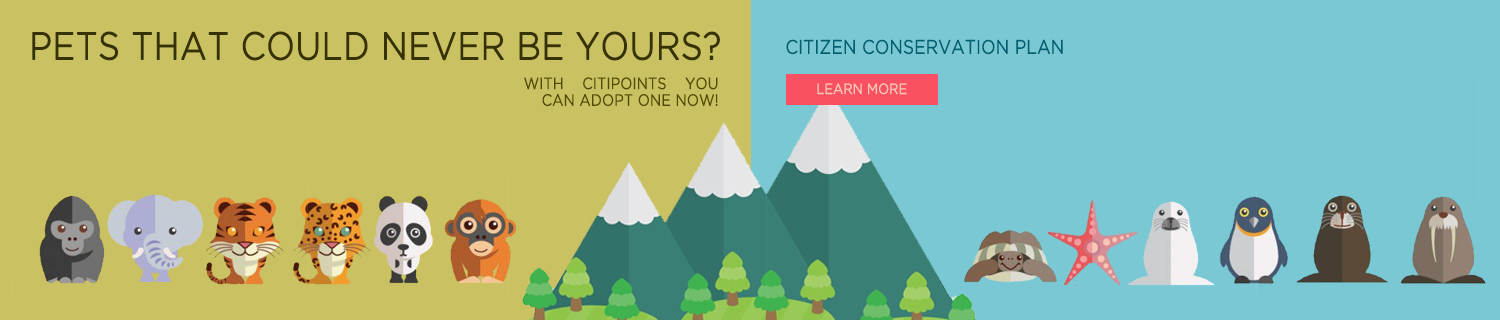 PETS THAT COULD NEVER BE YOURS?
WITH CITIPOINTS YOU
CAN ADOPT ONE NOW!
CITIZEN CONSERVATION PLAN
LEARN MORE